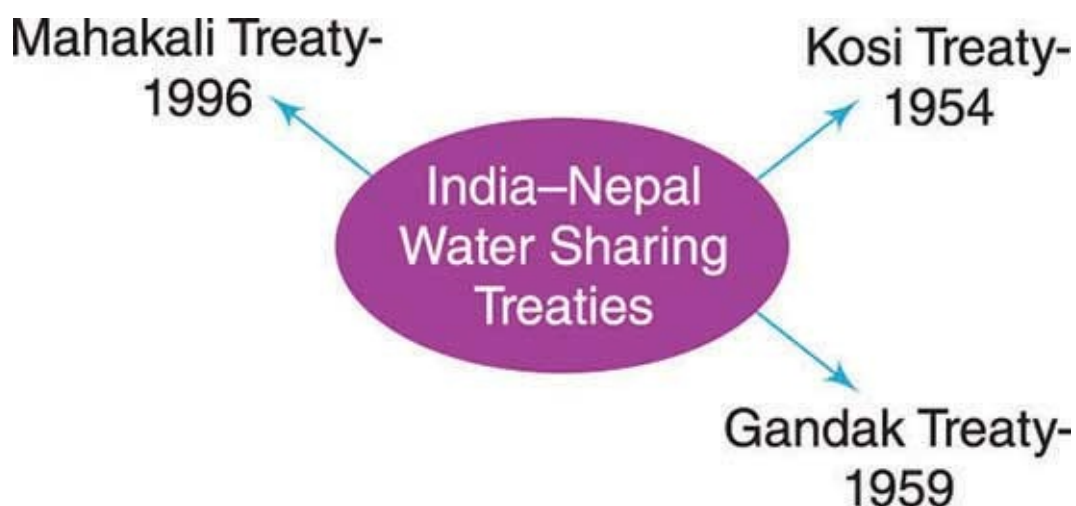 Mahakali Treaty-
1996
Kosi Treaty-
1954
India–Nepal
Water Sharing
Treaties
Gandak Treaty-
1959